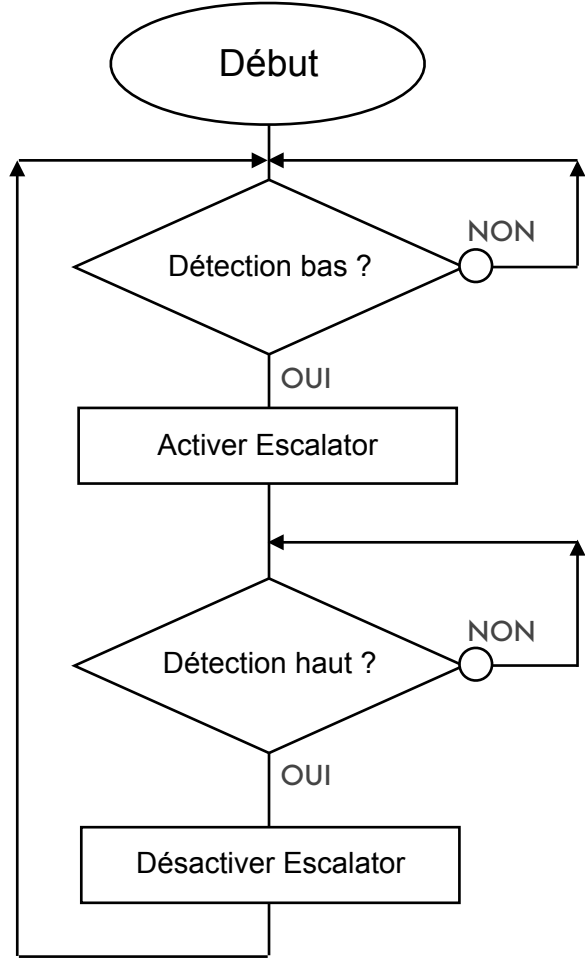 Début
Détection bas ?
NON
OUI
Activer Escalator
Détection haut ?
NON
OUI
Désactiver Escalator